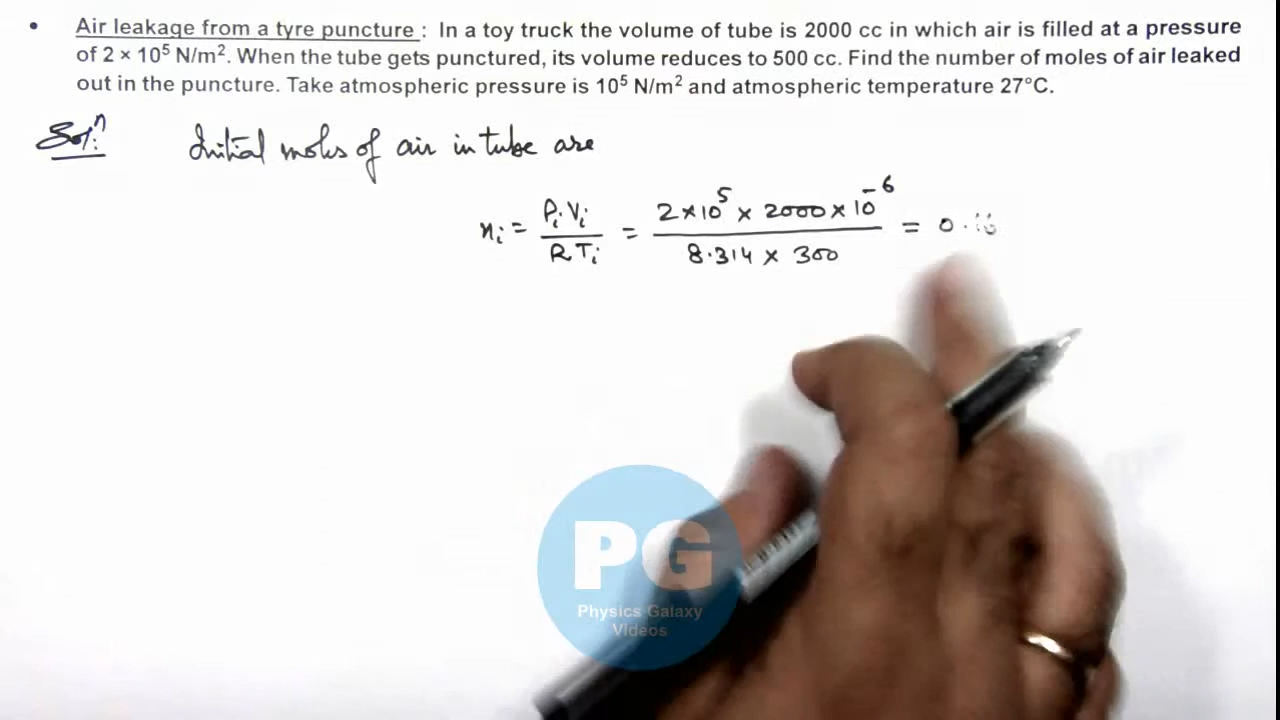 • Air leakage from a tyre puncture : In a toy truck the volume of tube is 2000 cc in which air is filled at a pressure
of 2 × 10⁵ N/m². When the tube gets punctured, its volume reduces to 500 cc. Find the number of moles of air leaked
out in the puncture. Take atmospheric pressure is 10⁵ N/m² and atmospheric temperature 27°C.
Solⁿ: Initial moles of air in tube are
nᵢ = PᵢVᵢ / RTᵢ = 2×10⁵ × 2000 × 10⁻⁶ / 8.314 × 300 = 0.16
PG
Physics Galaxy
Videos